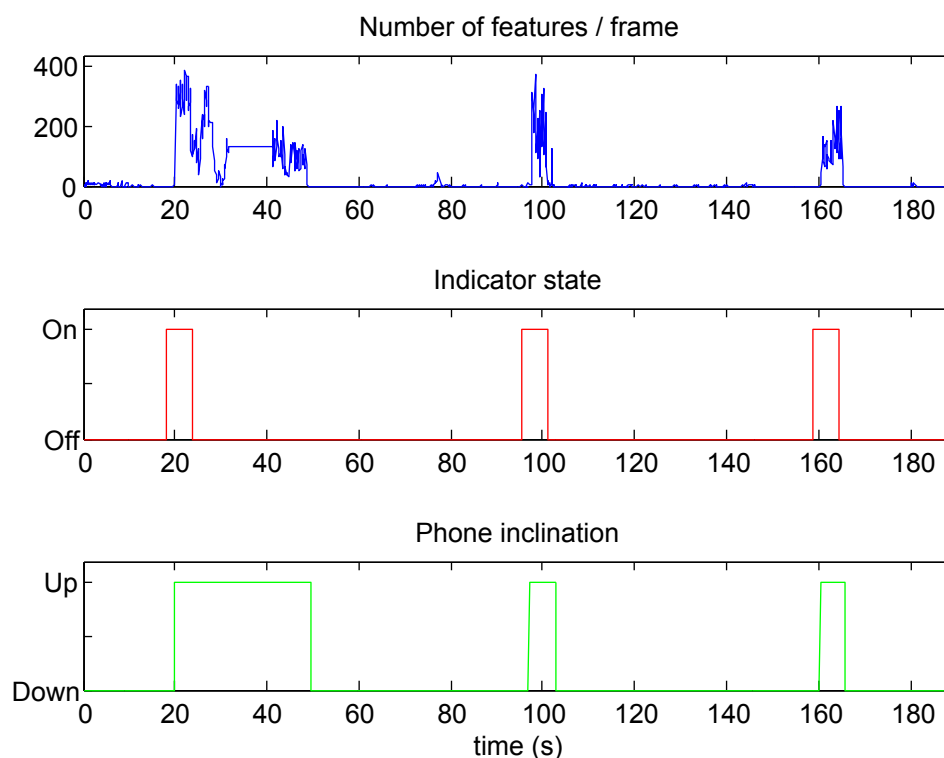 Number of features / frame
400
200
0
0 20 40 60 80 100 120 140 160 180
Indicator state
On
Off
0 20 40 60 80 100 120 140 160 180
Phone inclination
Up
Down
0 20 40 60 80 100 120 140 160 180
time (s)